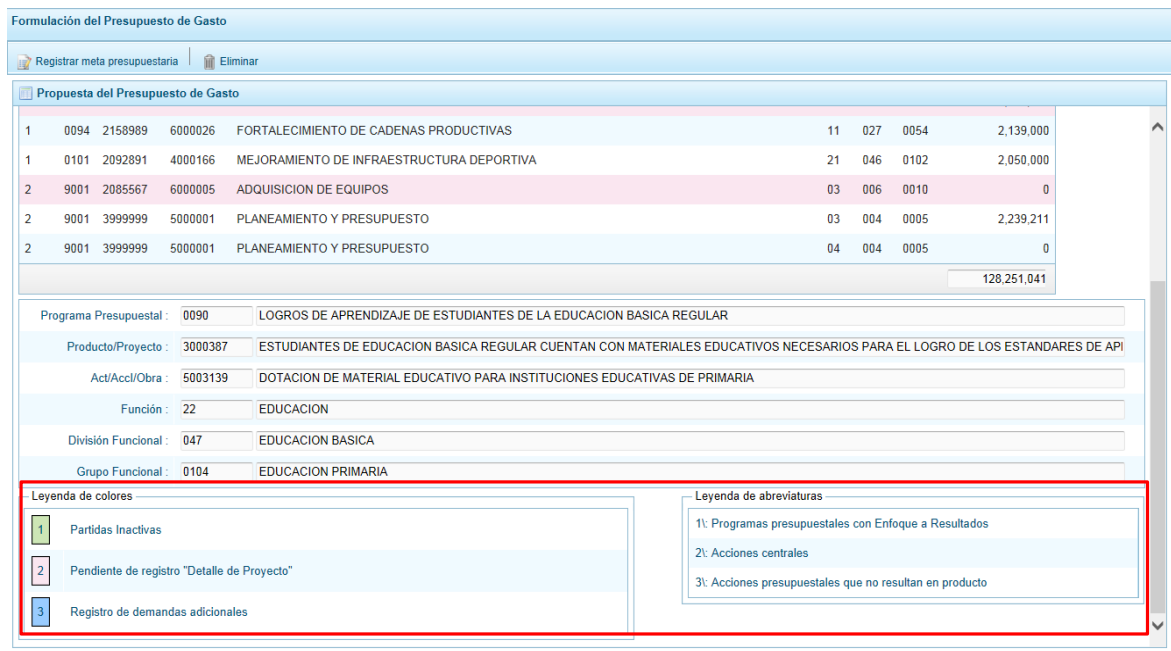 Formulación del Presupuesto de Gasto
Registrar meta presupuestaria Eliminar
Propuesta del Presupuesto de Gasto
1 0094 2158989 6000026 FORTALECIMIENTO DE CADENAS PRODUCTIVAS 11 027 0054 2,139,000
1 0101 2092891 4000166 MEJORAMIENTO DE INFRAESTRUCTURA DEPORTIVA 21 046 0102 2,050,000
2 9001 2085567 6000005 ADQUISICION DE EQUIPOS 03 006 0010 0
2 9001 3999999 5000001 PLANEAMIENTO Y PRESUPUESTO 03 004 0005 2,239,211
2 9001 3999999 5000001 PLANEAMIENTO Y PRESUPUESTO 04 004 0005 0
128,251,041
Programa Presupuestal : 0090 LOGROS DE APRENDIZAJE DE ESTUDIANTES DE LA EDUCACION BASICA REGULAR
Producto/Proyecto : 3000387 ESTUDIANTES DE EDUCACION BASICA REGULAR CUENTAN CON MATERIALES EDUCATIVOS NECESARIOS PARA EL LOGRO DE LOS ESTANDARES DE API
Act/AccI/Obra : 5003139 DOTACION DE MATERIAL EDUCATIVO PARA INSTITUCIONES EDUCATIVAS DE PRIMARIA
Función : 22 EDUCACION
División Funcional : 047 EDUCACION BASICA
Grupo Funcional : 0104 EDUCACION PRIMARIA
Leyenda de colores
1 Partidas Inactivas
2 Pendiente de registro "Detalle de Proyecto"
3 Registro de demandas adicionales
Leyenda de abreviaturas
1\: Programas presupuestales con Enfoque a Resultados
2\: Acciones centrales
3\: Acciones presupuestales que no resultan en producto